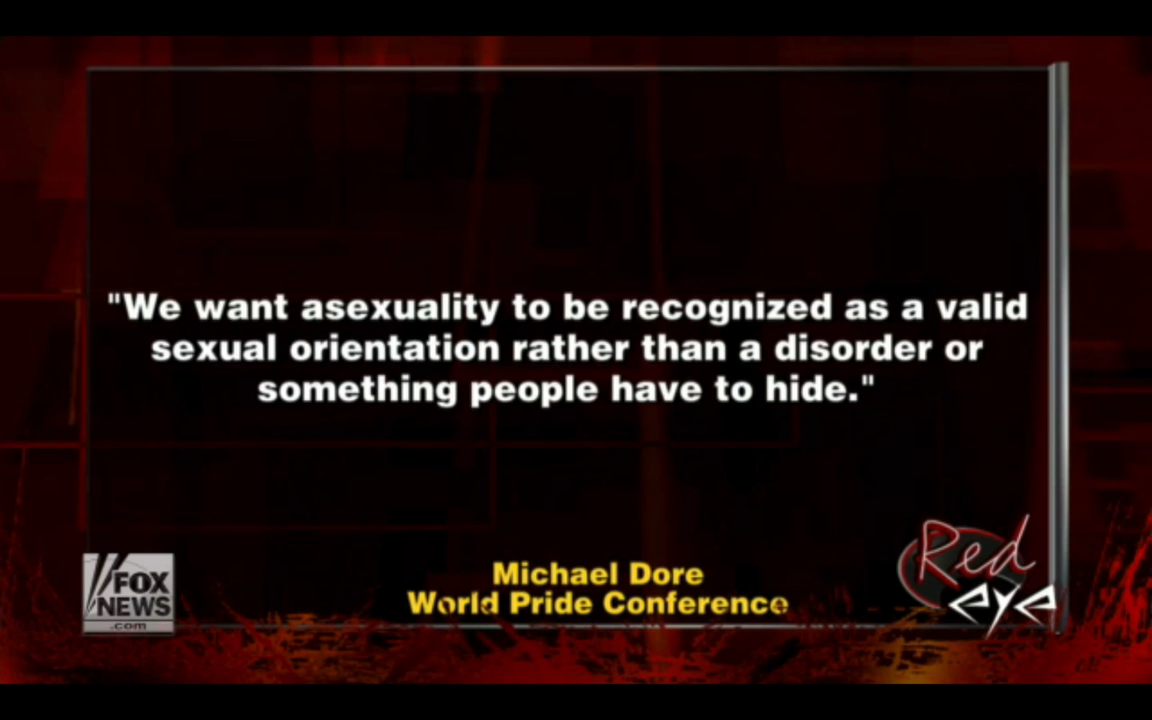 "We want asexuality to be recognized as a valid
sexual orientation rather than a disorder or
something people have to hide."
Michael Dore
World Pride Conference
FOX
NEWS
.com
Red
eye